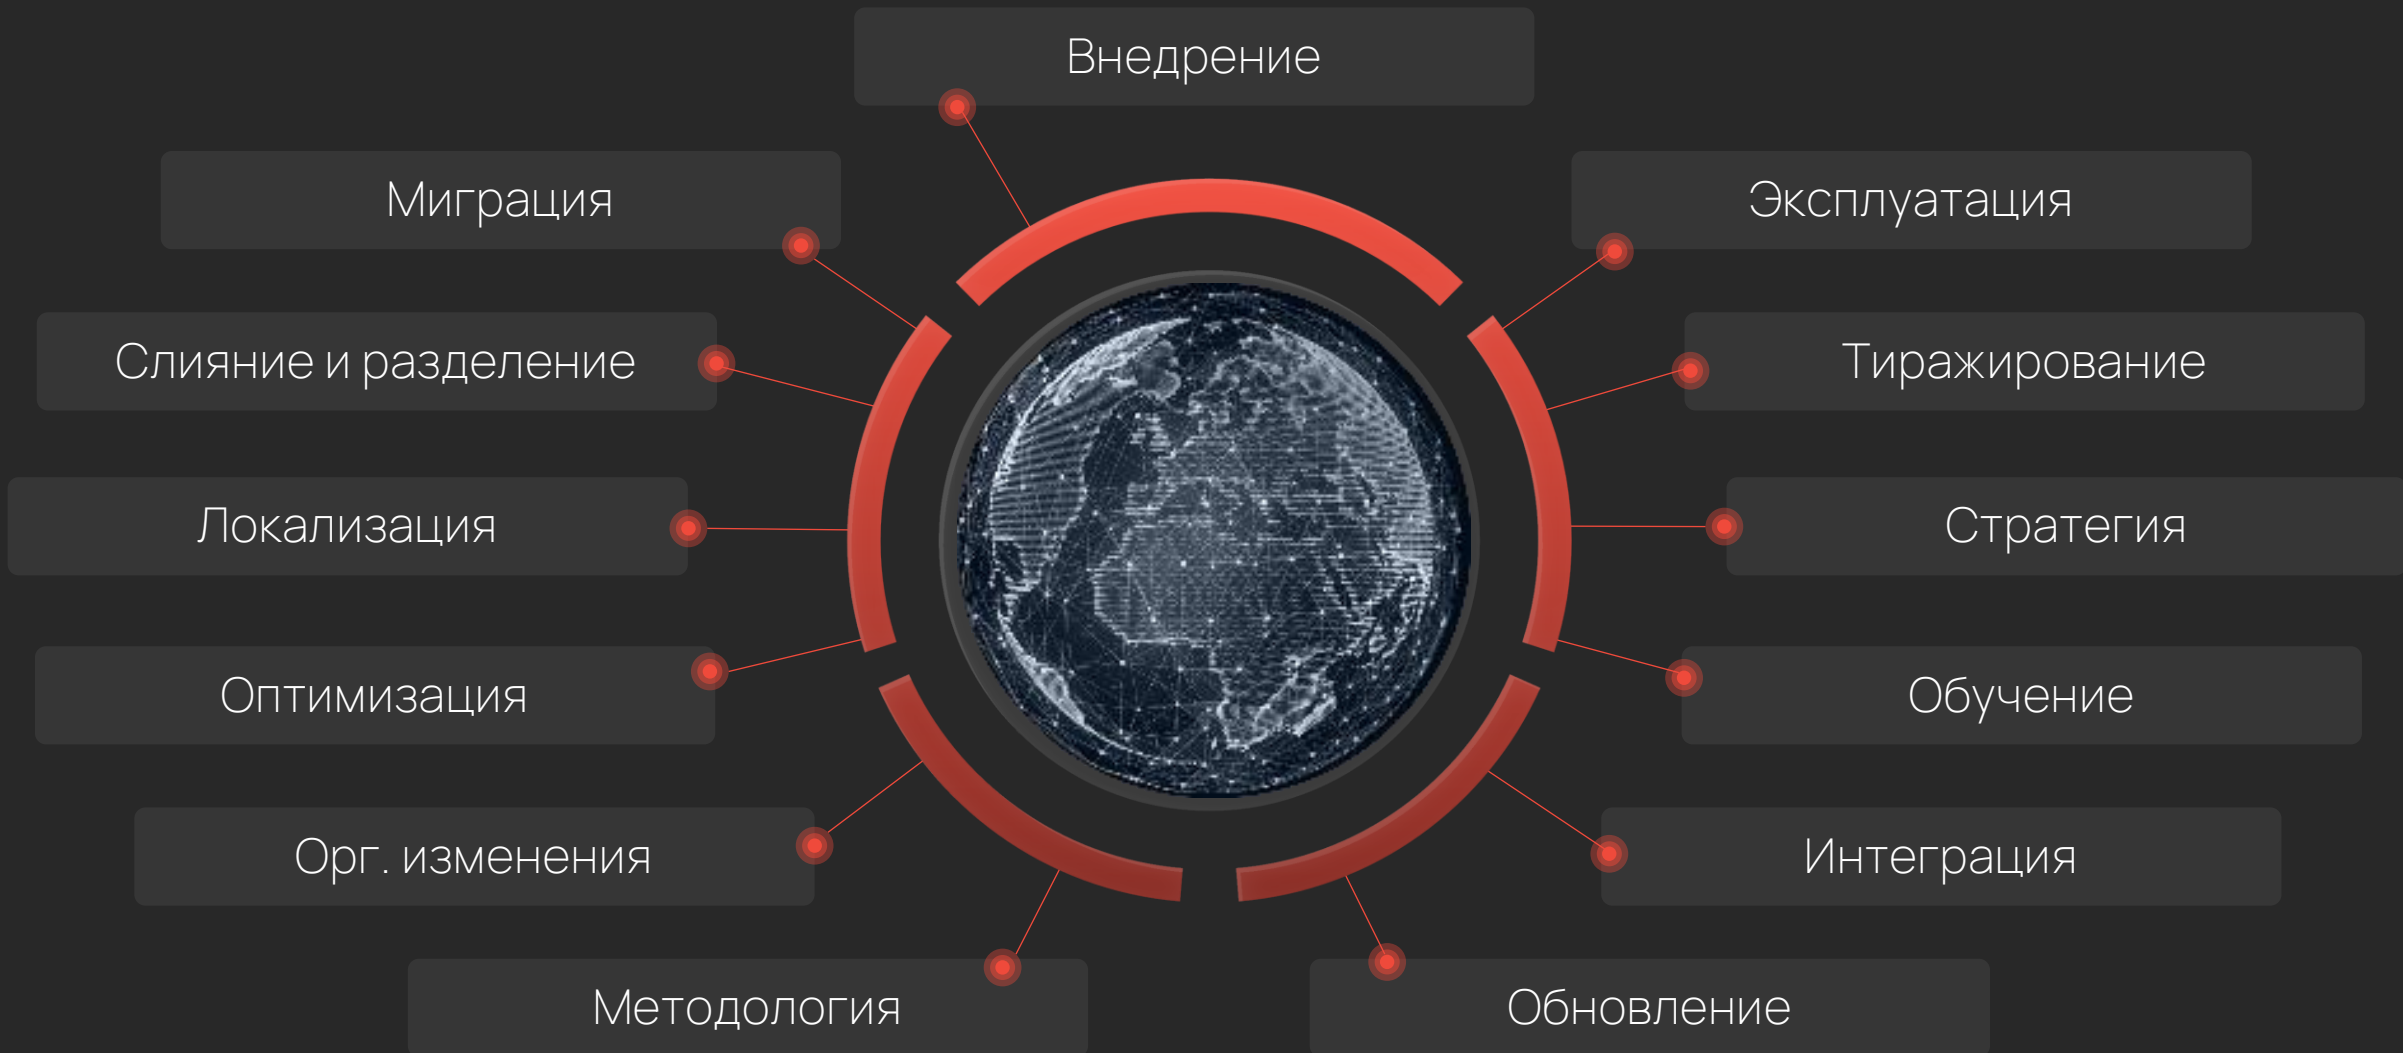 Внедрение
Миграция
Эксплуатация
Слияние и разделение
Тиражирование
Локализация
Стратегия
Оптимизация
Обучение
Орг. изменения
Интеграция
Методология
Обновление